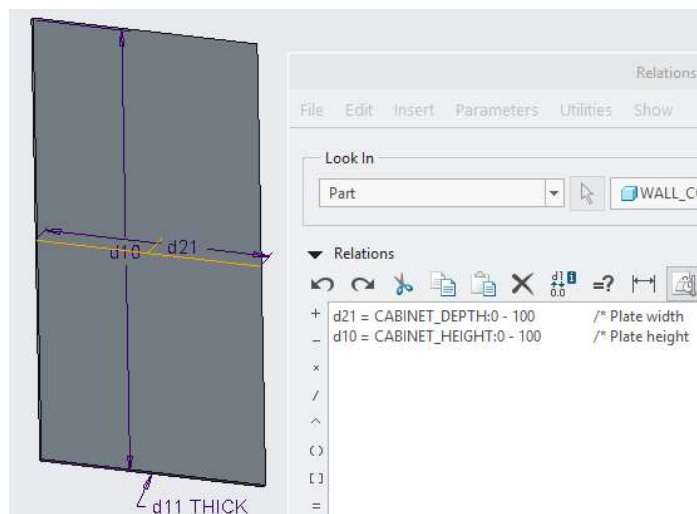 Relations
File Edit Insert Parameters Utilities Show
Look In
Part
WALL_C
Relations
=?
d21 = CABINET_DEPTH:0 - 100 /* Plate width
d10 = CABINET_HEIGHT:0 - 100 /* Plate height
d10
d21
d11 THICK